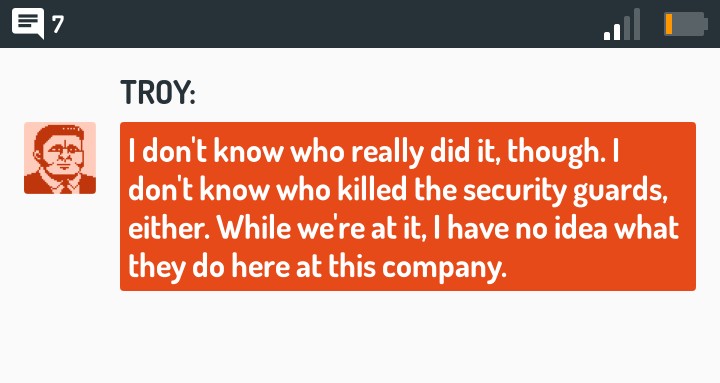 7
TROY:
I don't know who really did it, though. I
don't know who killed the security guards,
either. While we're at it, I have no idea what
they do here at this company.